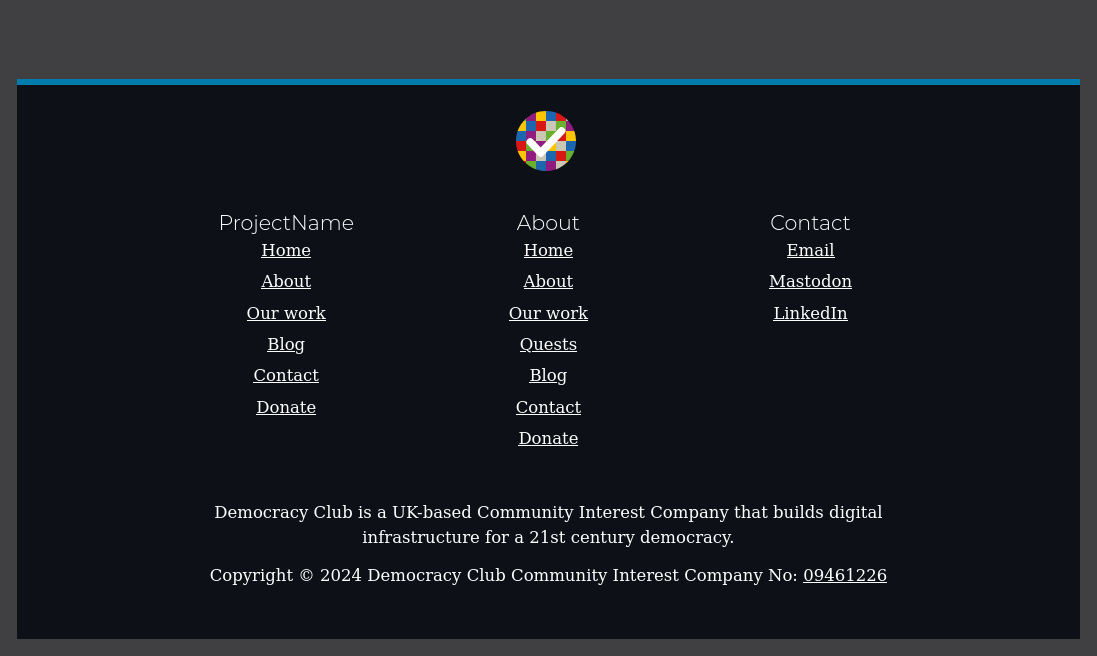 ProjectName
Home
About
Our work
Blog
Contact
Donate
About
Home
About
Our work
Quests
Blog
Contact
Donate
Contact
Email
Mastodon
LinkedIn
Democracy Club is a UK-based Community Interest Company that builds digital
infrastructure for a 21st century democracy.
Copyright © 2024 Democracy Club Community Interest Company No: 09461226